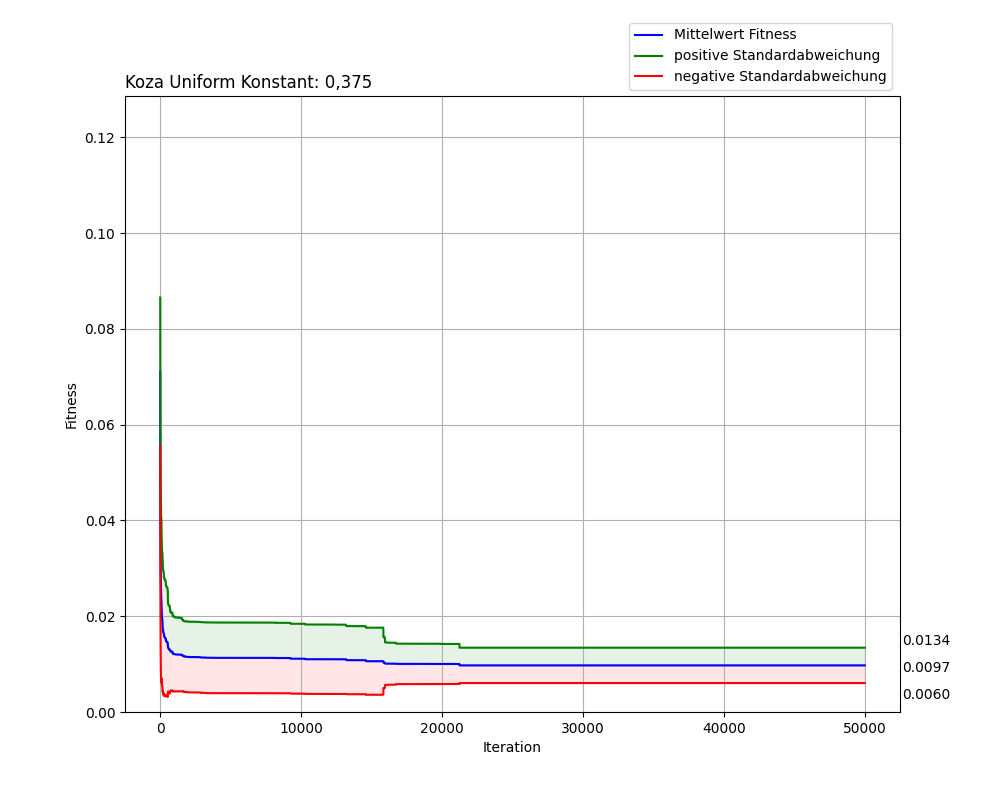 Mittelwert Fitness
positive Standardabweichung
negative Standardabweichung
Koza Uniform Konstant: 0,375
0.12
0.10
0.08
0.06
0.04
0.02
0.00
Fitness
0.0134
0.0097
0.0060
0 10000 20000 30000 40000 50000
Iteration